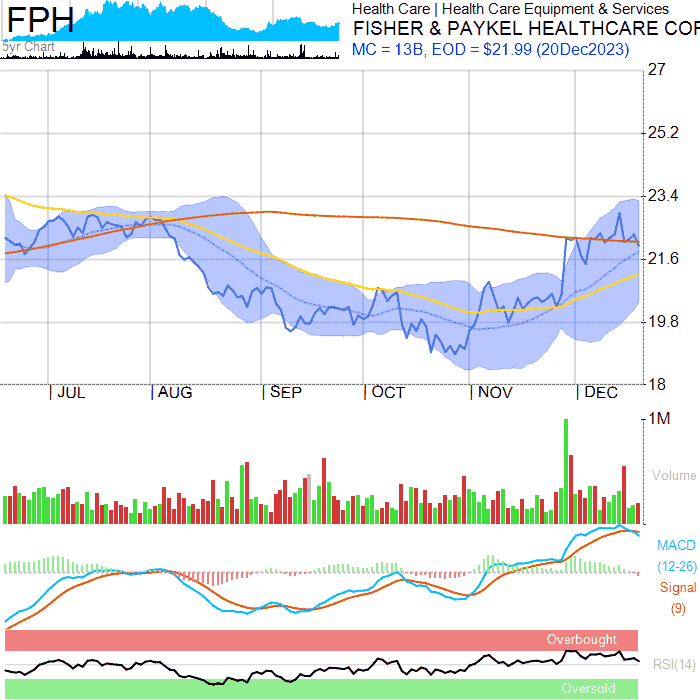 FPH
5yr Chart
Health Care | Health Care Equipment & Services
FISHER & PAYKEL HEALTHCARE COR
MC = 13B, EOD = $21.99 (20Dec2023)
27
25.2
23.4
21.6
19.8
18
JUL
AUG
SEP
OCT
NOV
DEC
1M
Volume
MACD
(12-26)
Signal
(9)
Overbought
RSI(14)
Oversold